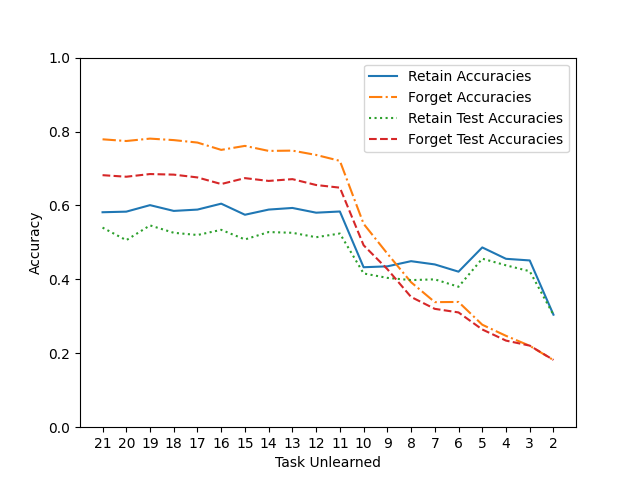 1.0
0.8
0.6
0.4
0.2
0.0
Accuracy
Retain Accuracies
Forget Accuracies
Retain Test Accuracies
Forget Test Accuracies
21 20 19 18 17 16 15 14 13 12 11 10 9 8 7 6 5 4 3 2
Task Unlearned